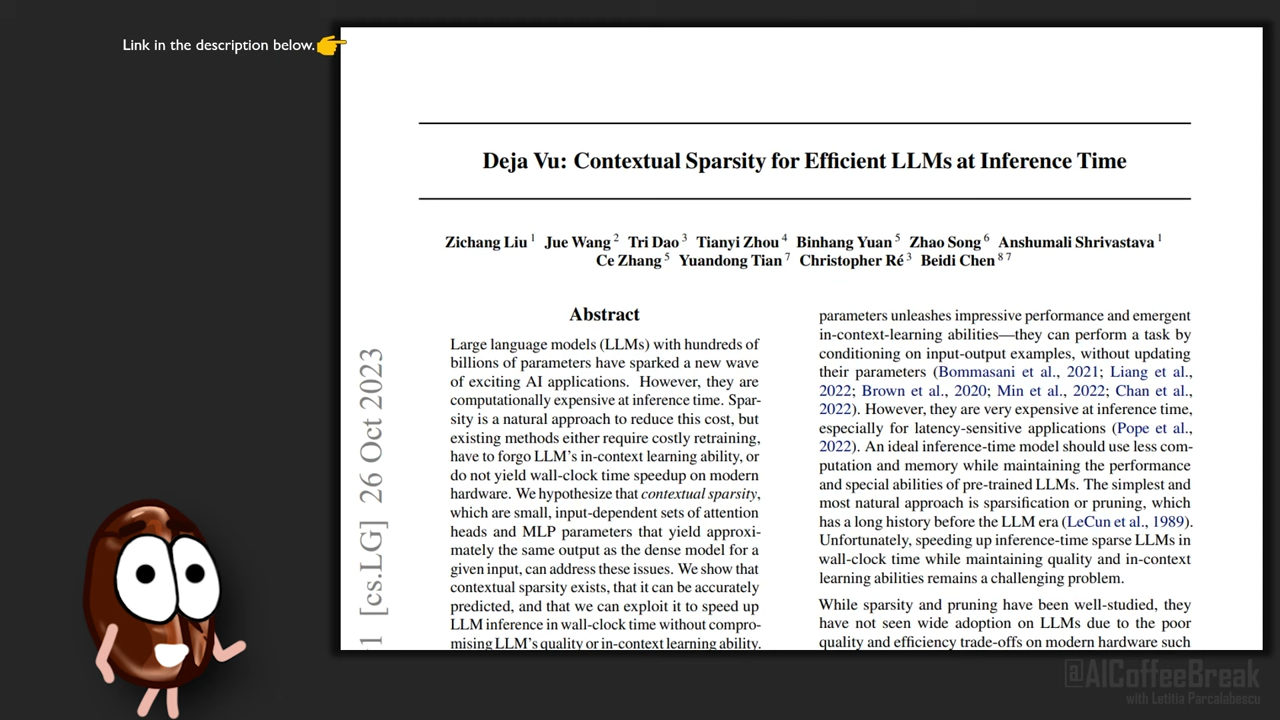 Link in the description below.
Deja Vu: Contextual Sparsity for Efficient LLMs at Inference Time
Zichang Liu 1 Jue Wang 2 Tri Dao 3 Tianyi Zhou 4 Binhang Yuan 5 Zhao Song 6 Anshumali Shrivastava 1
Ce Zhang 5 Yuandong Tian 7 Christopher Ré 3 Beidi Chen 8 7
Abstract
Large language models (LLMs) with hundreds of
billions of parameters have sparked a new wave
of exciting AI applications. However, they are
computationally expensive at inference time. Spar-
sity is a natural approach to reduce this cost, but
existing methods either require costly retraining,
have to forgo LLM's in-context learning ability, or
do not yield wall-clock time speedup on modern
hardware. We hypothesize that contextual sparsity,
which are small, input-dependent sets of attention
heads and MLP parameters that yield approxi-
mately the same output as the dense model for a
given input, can address these issues. We show that
contextual sparsity exists, that it can be accurately
predicted, and that we can exploit it to speed up
LLM inference in wall-clock time without compro-
mising LLM's quality or in-context learning ability.
parameters unleashes impressive performance and emergent
in-context-learning abilities—they can perform a task by
conditioning on input-output examples, without updating
their parameters (Bommasani et al., 2021; Liang et al.,
2022; Brown et al., 2020; Min et al., 2022; Chan et al.,
2022). However, they are very expensive at inference time,
especially for latency-sensitive applications (Pope et al.,
2022). An ideal inference-time model should use less com-
putation and memory while maintaining the performance
and special abilities of pre-trained LLMs. The simplest and
most natural approach is sparsification or pruning, which
has a long history before the LLM era (LeCun et al., 1989).
Unfortunately, speeding up inference-time sparse LLMs in
wall-clock time while maintaining quality and in-context
learning abilities remains a challenging problem.
While sparsity and pruning have been well-studied, they
have not seen wide adoption on LLMs due to the poor
quality and efficiency trade-offs on modern hardware such
1 [cs.LG] 26 Oct 2023
@AICoffeeBreak
with Letitia Parcalabescu